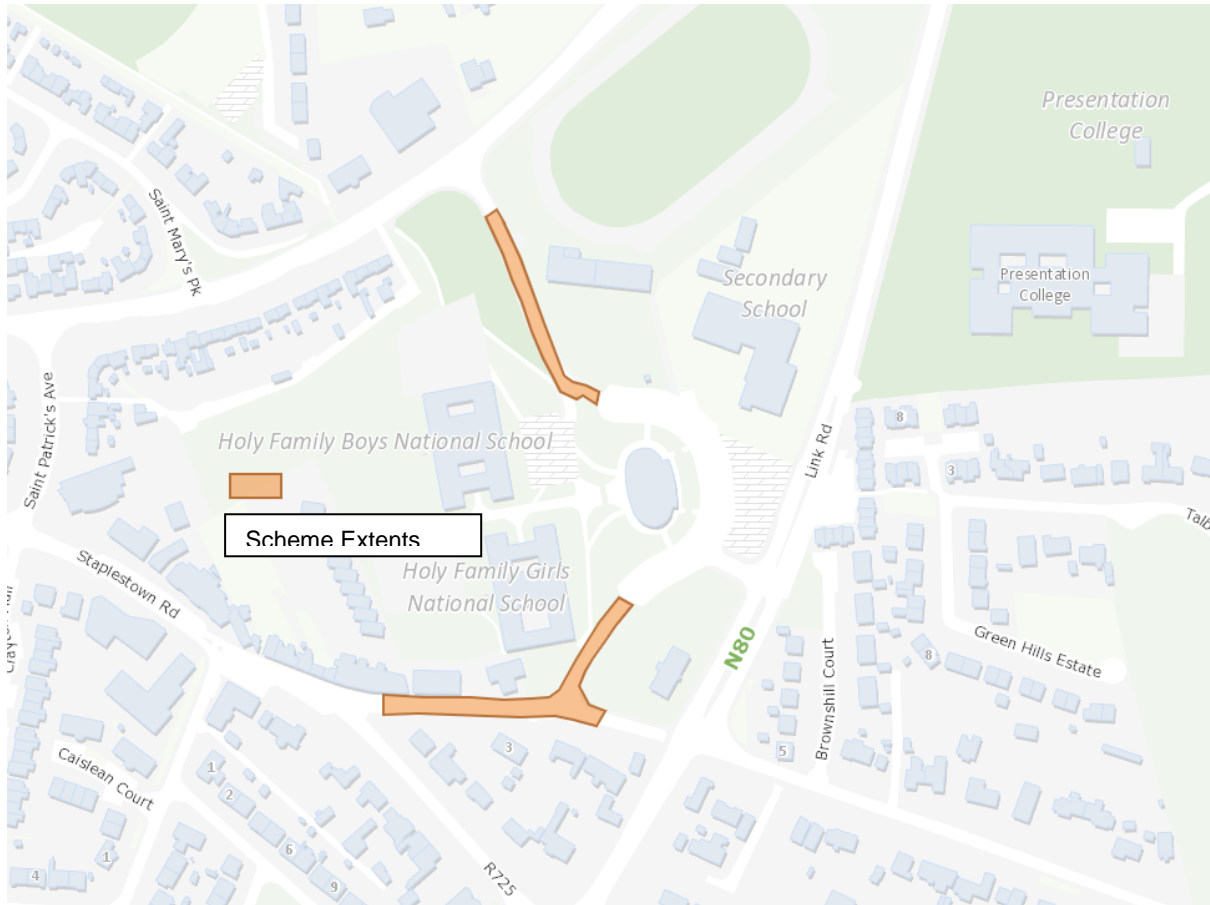 Presentation
College
Saint Mary's Pk
Secondary
School
Presentation
College
Saint Patrick's Ave
Holy Family Boys National School
Link Rd
8
3
Scheme Extents
Staplestown Rd
Holy Family Girls
National School
N80
Green Hills Estate
8
Brownshill Court
5
3
Caislean Court
1
2
6
9
1
4
R725